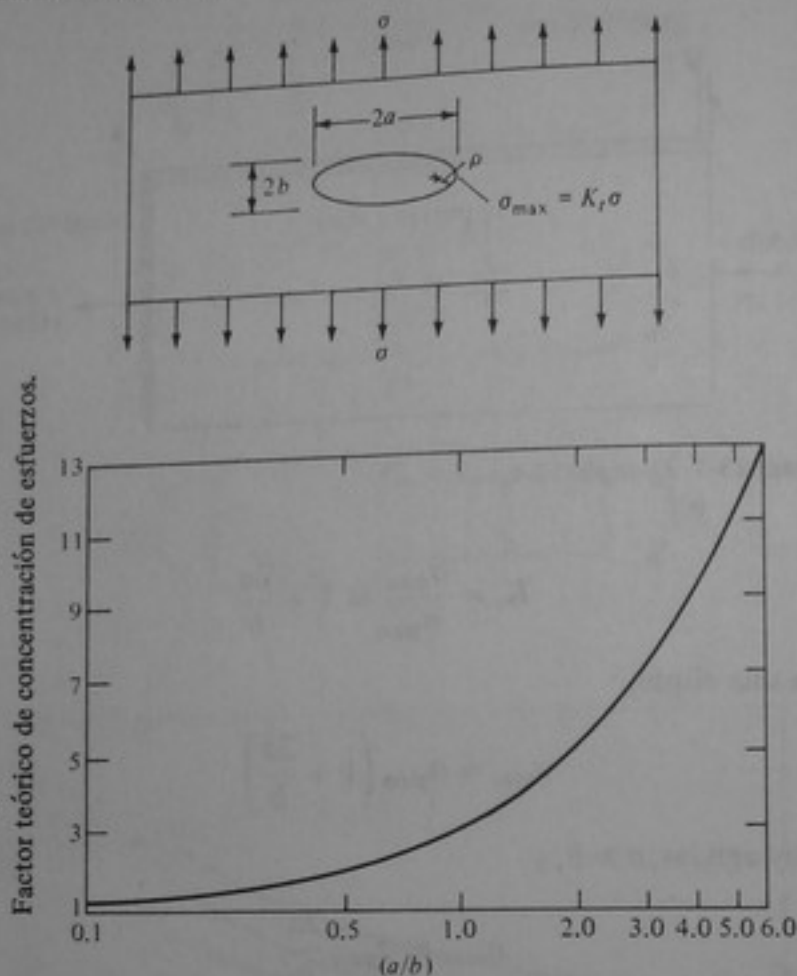 σ
2a
2b
ρ
σmax = Ktσ
σ
Factor teórico de concentración de esfuerzos.
13
11
9
7
5
3
1
0.1
0.5
1.0
2.0
3.0
4.0
5.0
6.0
(a/b)